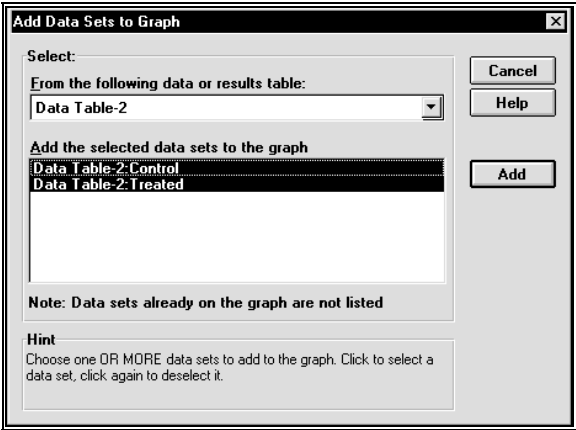 Add Data Sets to Graph
Select:
From the following data or results table:
Data Table-2
Add the selected data sets to the graph
Data Table-2:Control
Data Table-2:Treated
Note: Data sets already on the graph are not listed
Hint
Choose one OR MORE data sets to add to the graph. Click to select a
data set, click again to deselect it.
Cancel
Help
Add